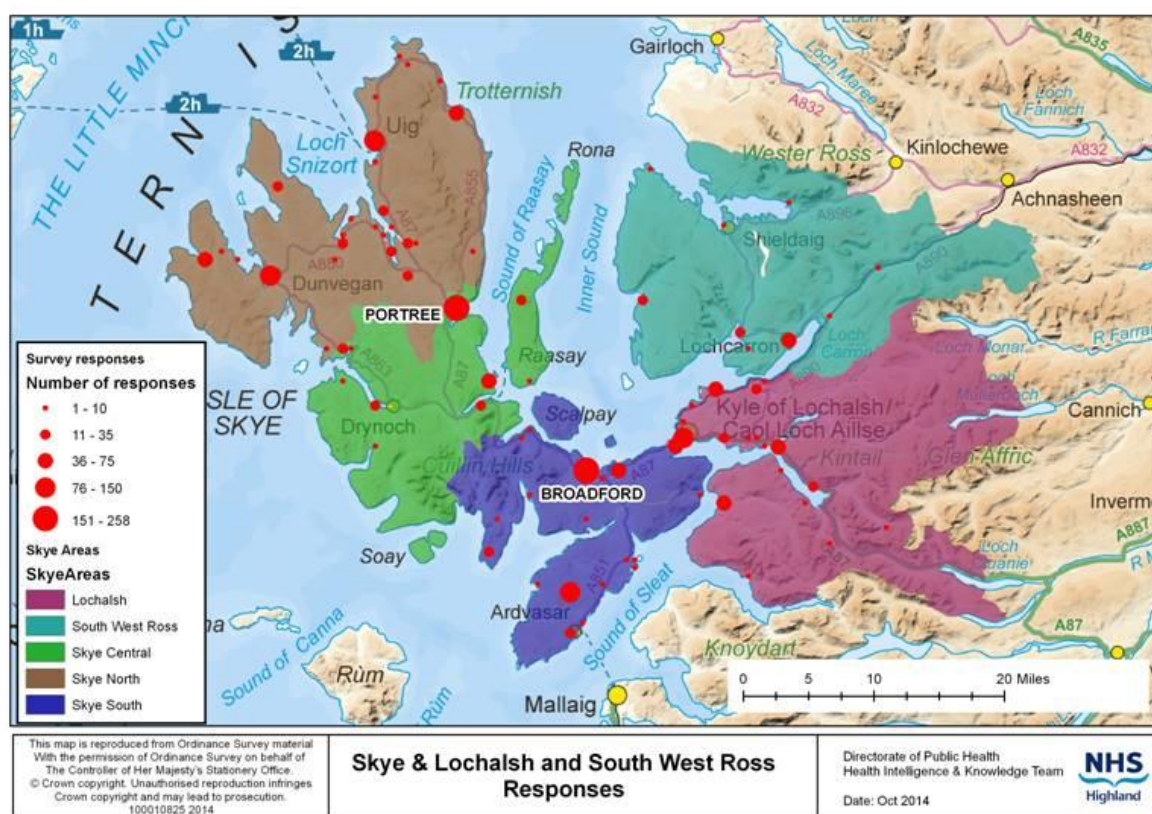 1h
2h
2h
THE LITTLE MINCH
T E R N I S
Gairloch
Loch
Maree
A835
A832
Loch
Fannich
Trotternish
Uig
Loch
Snizort
Rona
Wester Ross
Kinlochewe
A832
Achnasheen
A855
A87
Sound of Raasay
Inner Sound
A896
Shieldaig
A890
A850
Dunvegan
PORTREE
Raasay
Lochcarron
Loch
Carron
Loch Monar
R Farrar
A863
A87
ISLE OF
SKYE
Drynoch
Scalpay
Kyle of Lochalsh/
Caol Loch Aillse
Cannich
Kintail
Glen Affric
Cuillin Hills
A87
BROADFORD
Soay
A87
A887
Loch
A851
Ardvasar
Sound of Sleat
Sound of Canna
Rùm
Rùm
Knoydart
A87
Mallaig
Survey responses
Number of responses
1 - 10
11 - 35
36 - 75
76 - 150
151 - 258
Skye Areas
SkyeAreas
Lochalsh
South West Ross
Skye Central
Skye North
Skye South
0 5 10 20 Miles
This map is reproduced from Ordinance Survey material
With the permission of Ordinance Survey on behalf of
The Controller of Her Majesty's Stationery Office.
© Crown copyright. Unauthorised reproduction infringes
Crown copyright and may lead to prosecution.
100010825 2014
Skye & Lochalsh and South West Ross
Responses
Directorate of Public Health
Health Intelligence & Knowledge Team
Date: Oct 2014
NHS
Highland